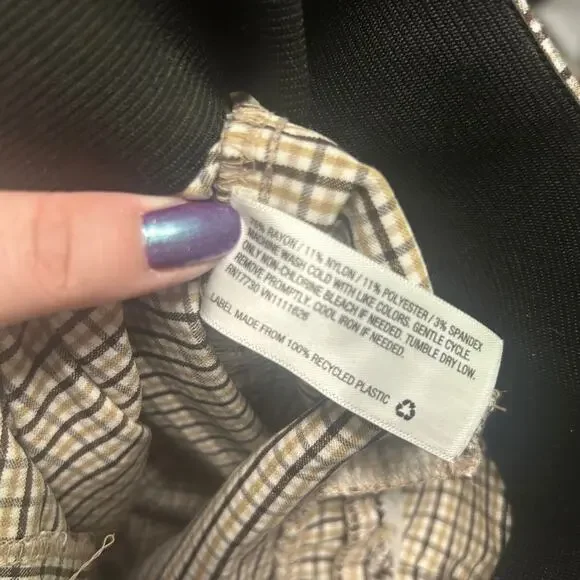 RAYON / 11% NYLON / 11% POLYESTER / 3% SPANDEX
MACHINE WASH COLD WITH LIKE COLORS. GENTLE CYCLE.
ONLY NON-CHLORINE BLEACH IF NEEDED. TUMBLE DRY LOW.
REMOVE PROMPTLY. COOL IRON IF NEEDED.
RN17730 VN1111626
LABEL MADE FROM 100% RECYCLED PLASTIC